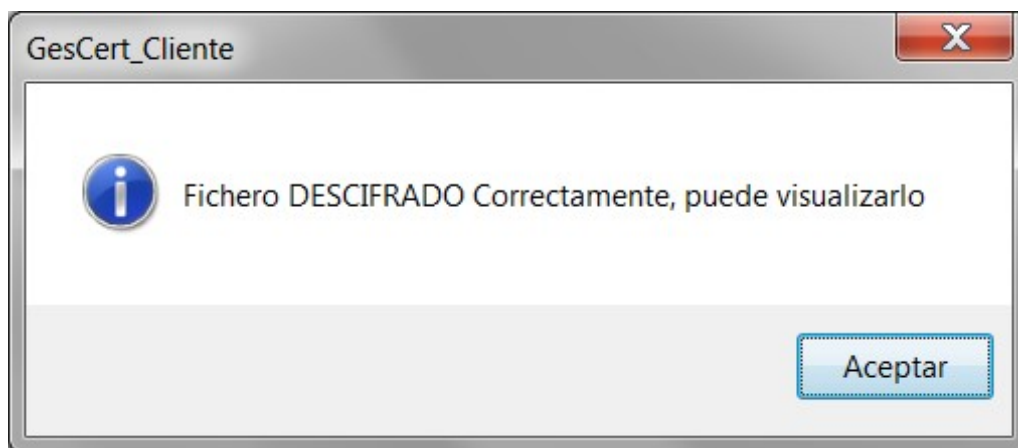 GesCert_Cliente
Fichero DESCIFRADO Correctamente, puede visualizarlo
Aceptar